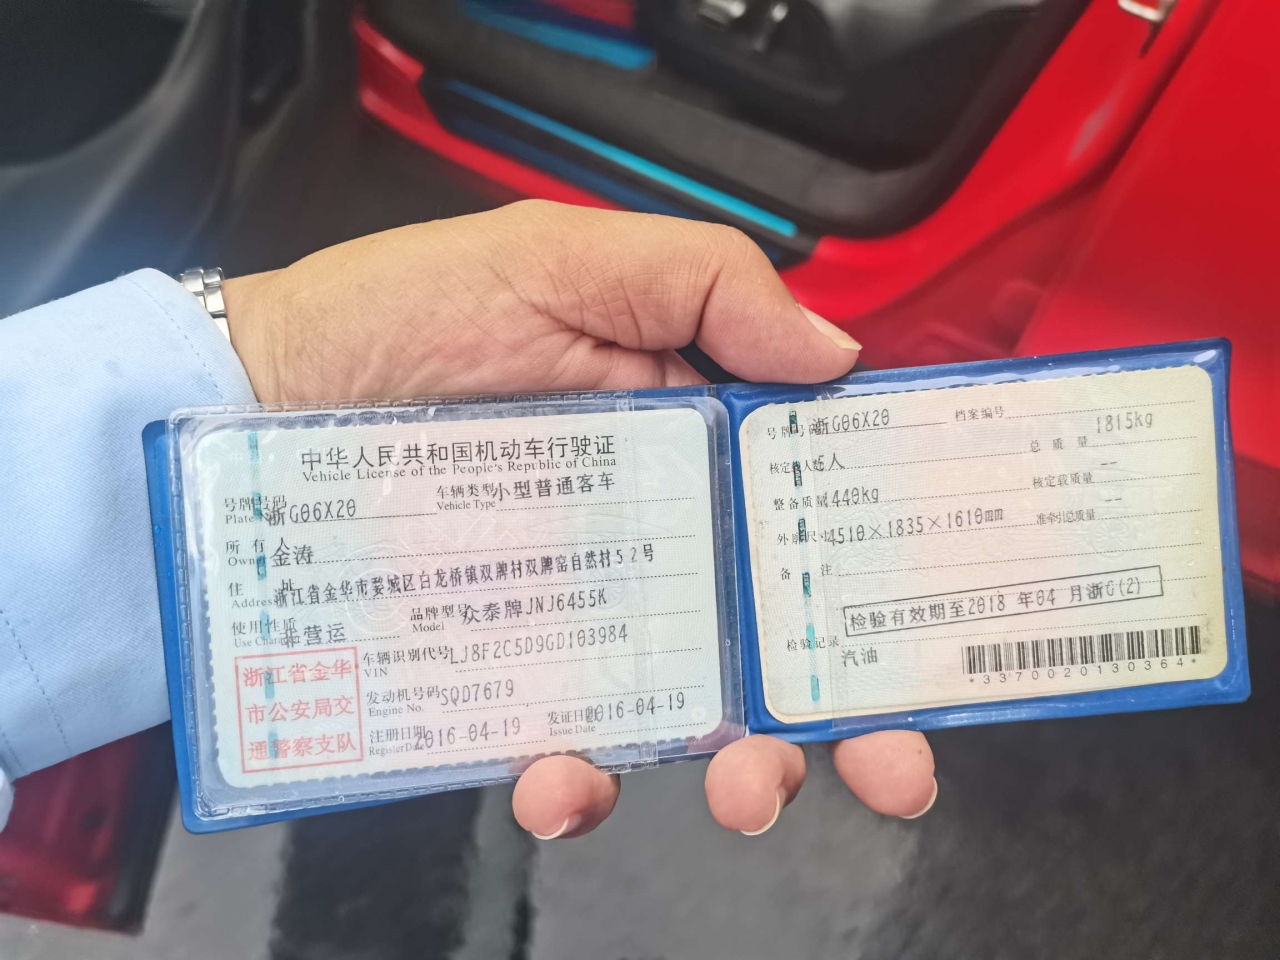 中华人民共和国机动车行驶证
Vehicle License of the People's Republic of China
号牌号码 浙G06X20 车辆类型 小型普通客车
Plate Vehicle Type
所有人 金涛
Owner
住址 浙江省金华市婺城区白龙桥镇双牌村双牌窑自然村52号
Address
使用性质 非营运 品牌型号 众泰牌JNJ6455K
Use Model
浙江省金华
市公安局交
通警察支队
车辆识别代号 LJ8F2C5D9GD103984
VIN
发动机号码 SQD7679
Engine No.
注册日期 2016-04-19 发证日期 2016-04-19
Register Date Issue Date
号牌号码 浙G06X20 档案编号
核定载人数 5人 总质量 1815kg
整备质量 1440kg 核定载质量 --
外廓尺寸 4510×1835×1610mm 准牵引总质量 --
备注
检验有效期至2018 年04 月浙G(2)
检验记录
汽油
*3370020130364*